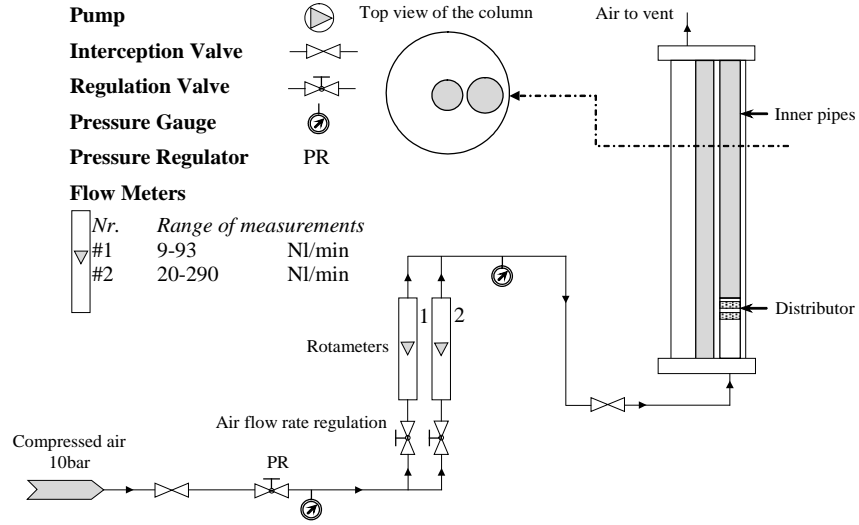 Pump
Top view of the column
Air to vent
Interception Valve
Regulation Valve
Pressure Gauge
Inner pipes
Pressure Regulator PR
Flow Meters
Nr. Range of measurements
#1 9-93 Nl/min
#2 20-290 Nl/min
1 2
Distributor
Rotameters
Air flow rate regulation
Compressed air
10bar
PR